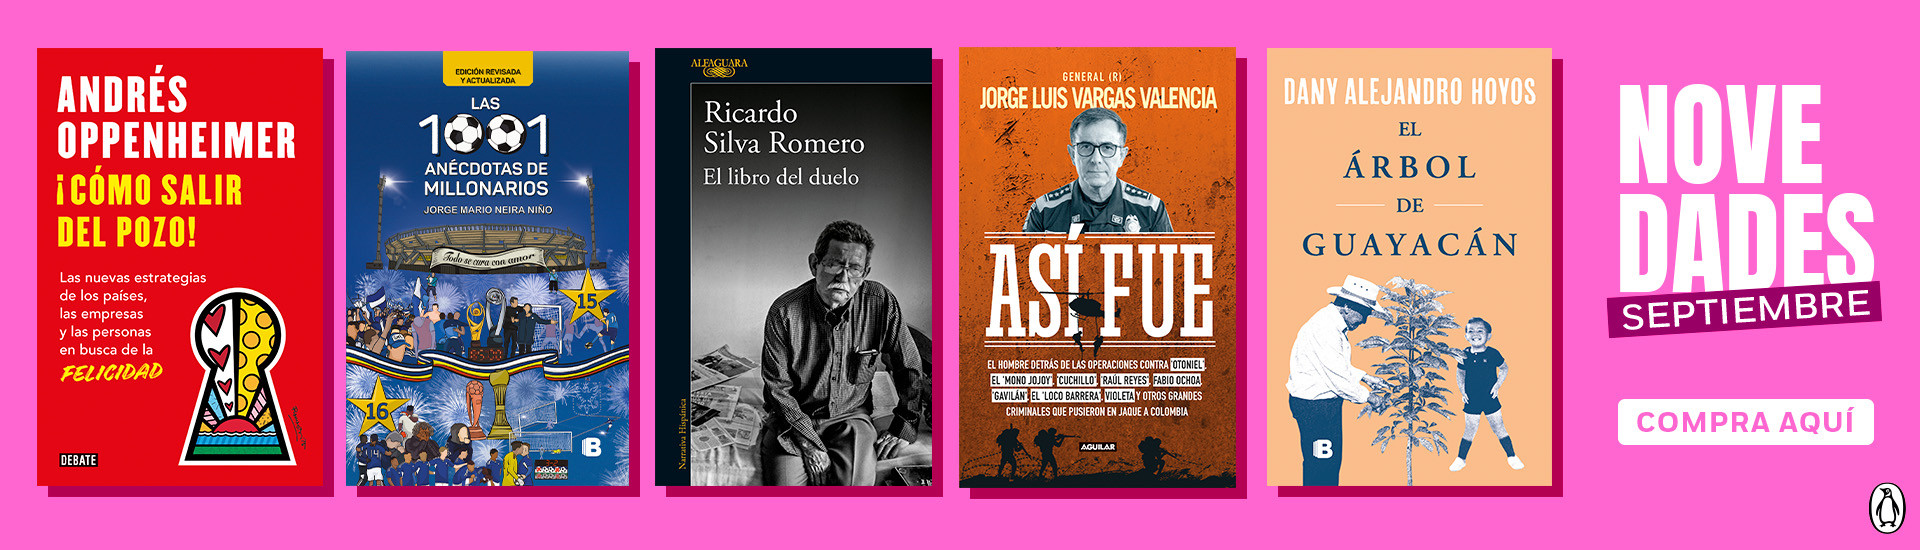 ANDRÉS
OPPENHEIMER
¡CÓMO SALIR
DEL POZO!
Las nuevas estrategias
de los países,
las empresas
y las personas
en busca de la
FELICIDAD
DEBATE
EDICIÓN REVISADA
Y ACTUALIZADA
LAS
1001
ANÉCDOTAS DE
MILLONARIOS
JORGE MARIO NEIRA NIÑO
Todo se cura con amor
15
16
B
ALFAGUARA
Ricardo
Silva Romero
El libro del duelo
Narrativa Hispánica
GENERAL (R)
JORGE LUIS VARGAS VALENCIA
ASÍ FUE
EL HOMBRE DETRÁS DE LAS OPERACIONES CONTRA 'OTONIEL',
EL 'MONO JOJOY', 'CUCHILLO', 'RAÚL REYES', FABIO OCHOA,
'GAVILÁN', EL 'LOCO BARRERA', VIOLETA Y OTROS GRANDES
CRIMINALES QUE PUSIERON EN JAQUE A COLOMBIA
AGUILAR
DANY ALEJANDRO HOYOS
EL
ÁRBOL
DE
GUAYACÁN
B
NOVE
DADES
SEPTIEMBRE
COMPRA AQUÍ